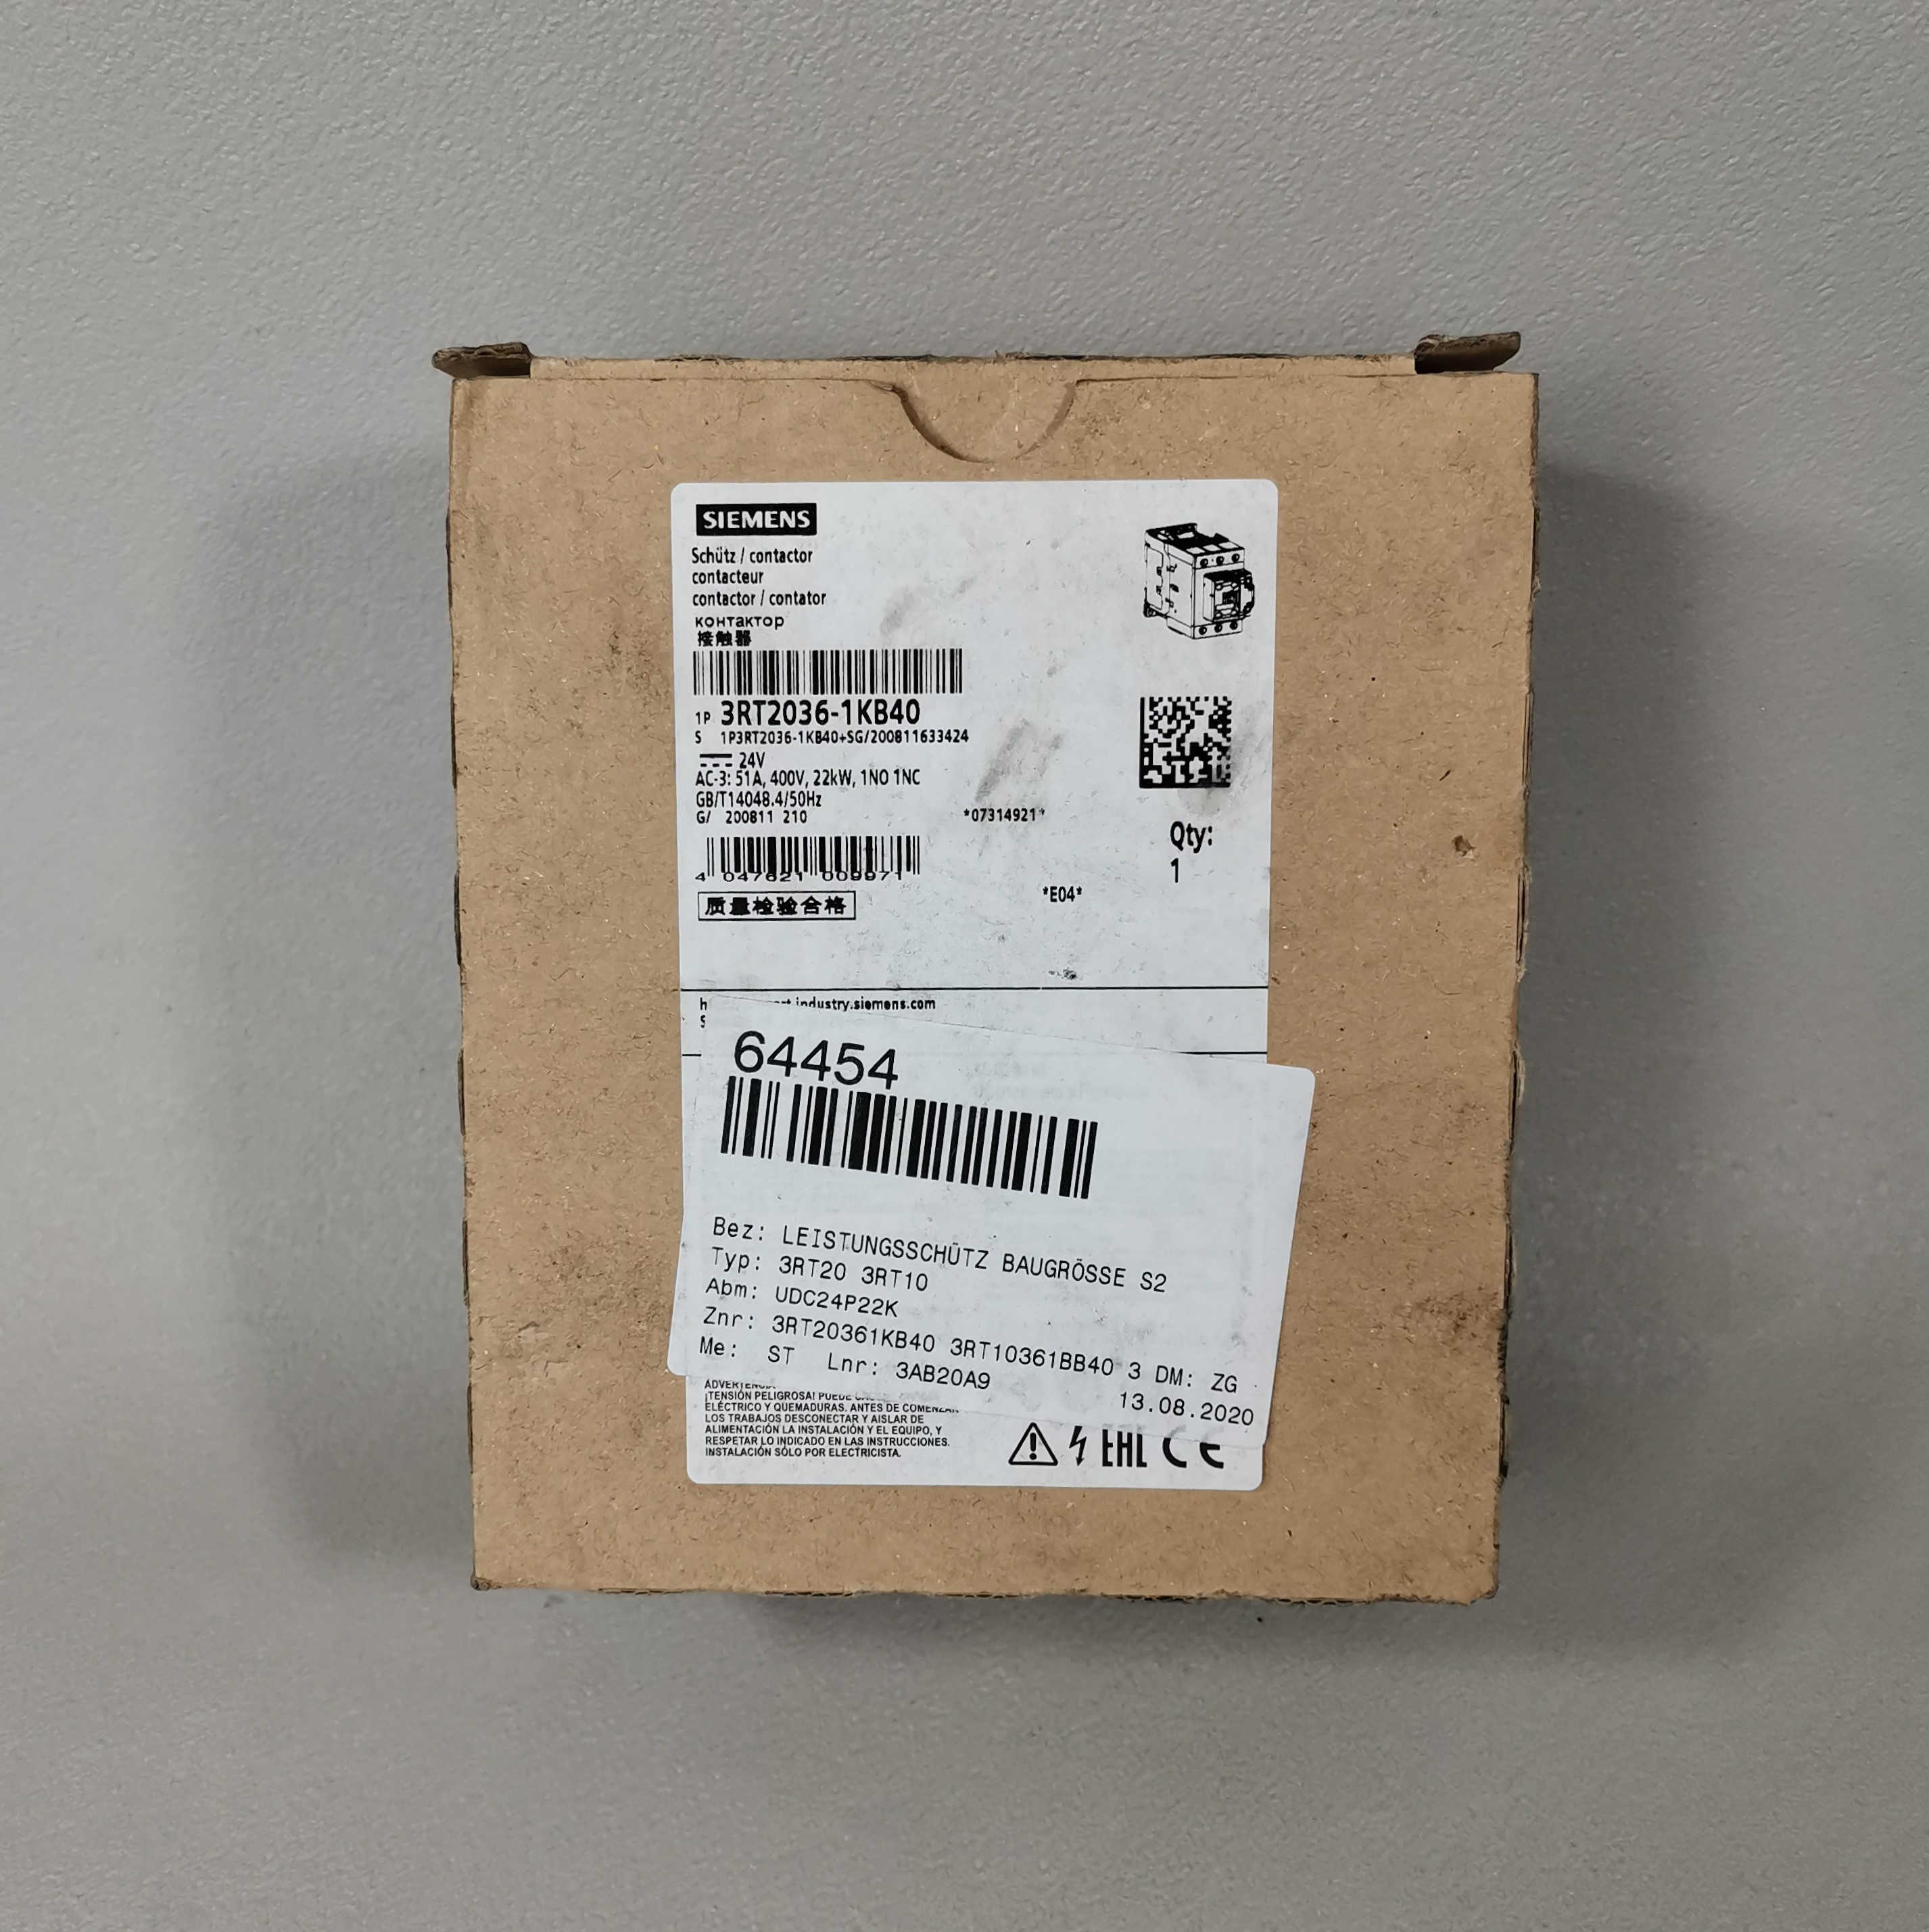 SIEMENS
Schütz / contactor
contacteur
contactor / contator
контактор
接触器
1P 3RT2036-1KB40
S 1P3RT2036-1KB40+SG/200811633424
24V
AC-3: 51A, 400V, 22kW, 1NO 1NC
GB/T14048.4/50Hz
G/ 200811 210 *07314921*
Qty:
1
4 047621 009971
*E04*
质量检验合格
industry.siemens.com
64454
Bez: LEISTUNGSSCHÜTZ BAUGRÖSSE S2
Typ: 3RT20 3RT10
Abm: UDC24P22K
Znr: 3RT20361KB40 3RT10361BB40 3 DM: ZG
Me: ST Lnr: 3AB20A9
13.08.2020
¡TENSIÓN PELIGROSA! PUEDE
ELÉCTRICO Y QUEMADURAS. ANTES DE COMENZAR
LOS TRABAJOS DESCONECTAR Y AISLAR DE
ALIMENTACIÓN LA INSTALACIÓN Y EL EQUIPO, Y
RESPETAR LO INDICADO EN LAS INSTRUCCIONES.
INSTALACIÓN SÓLO POR ELECTRICISTA.
EAC CE